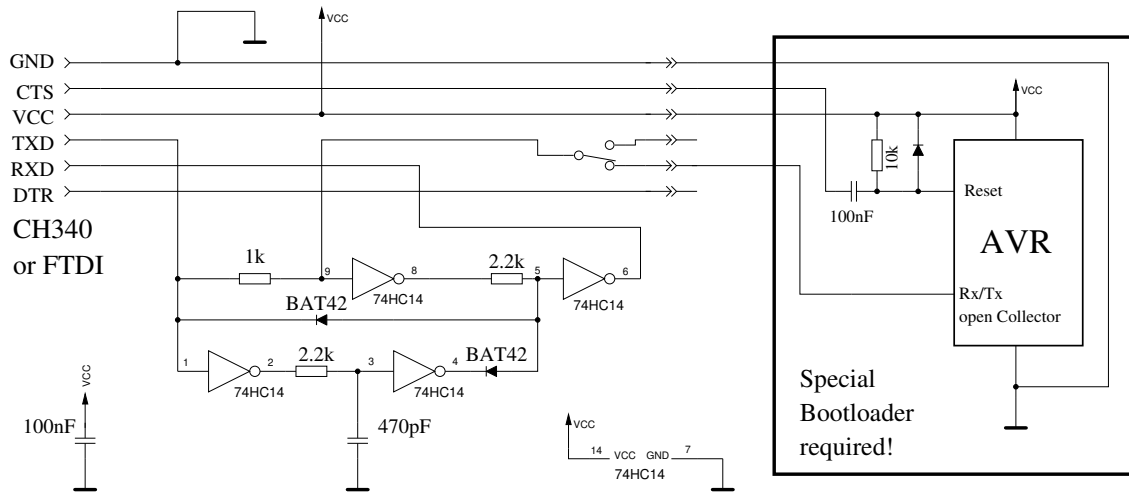 VCC
GND
CTS
VCC
TXD
RXD
DTR
CH340
or FTDI
VCC
10k
100nF
Reset
AVR
Rx/Tx
open Collector
1k
9
8
74HC14
2.2k
5
6
74HC14
BAT42
1
2
74HC14
2.2k
3
4
74HC14
BAT42
VCC
100nF
470pF
VCC
14
VCC
GND
7
74HC14
Special
Bootloader
required!